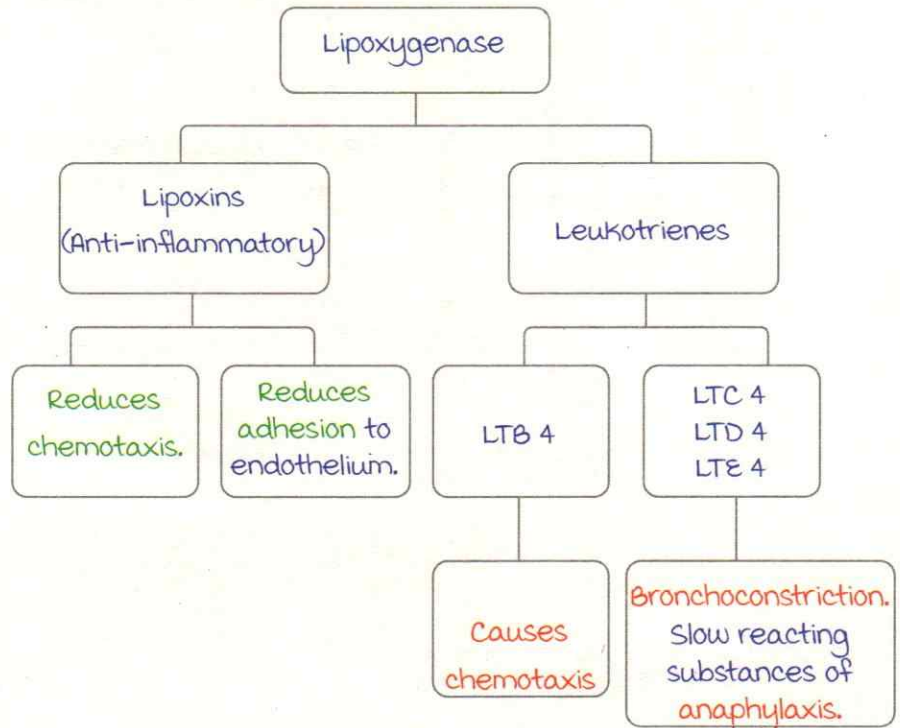 Lipoxygenase
Lipoxins
(Anti-inflammatory)
Leukotrienes
Reduces
chemotaxis.
Reduces
adhesion to
endothelium.
LTB 4
LTC 4
LTD 4
LTE 4
Causes
chemotaxis
Bronchoconstriction.
Slow reacting
substances of
anaphylaxis.